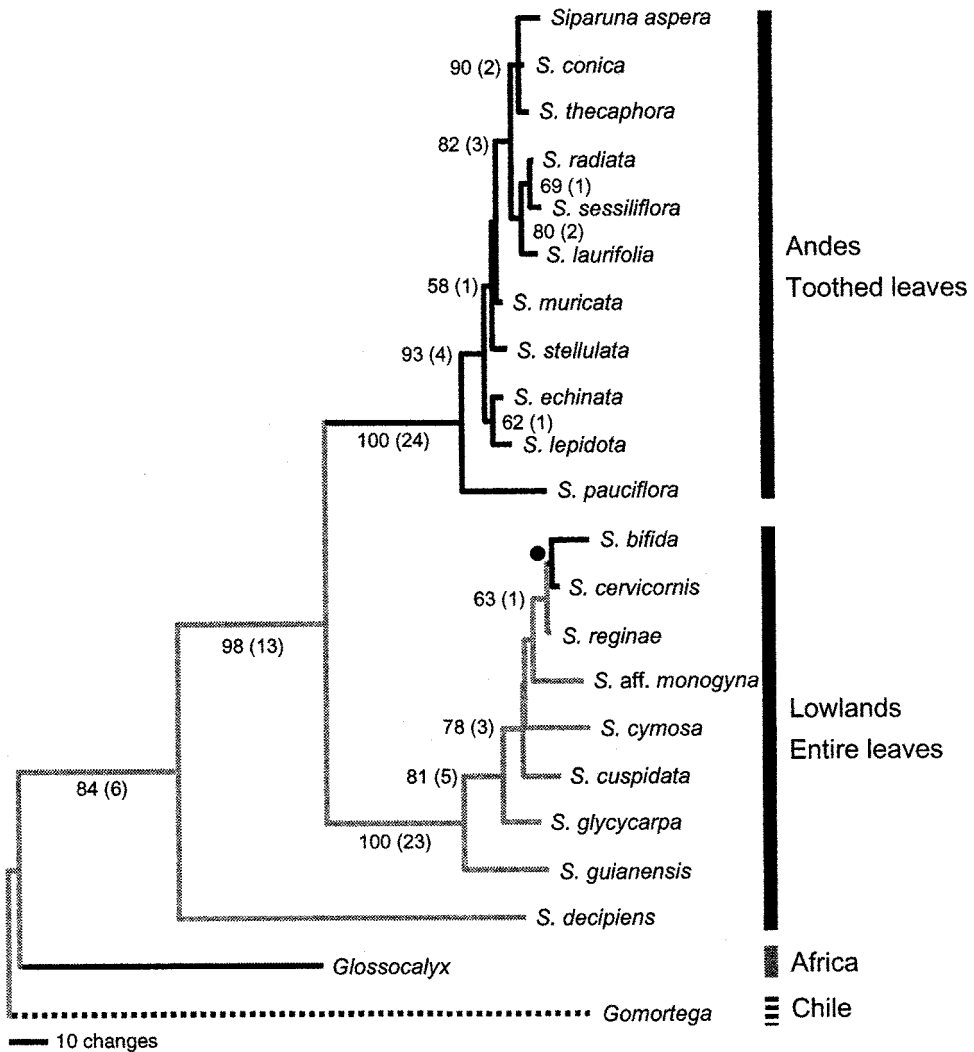 Siparuna aspera
90 (2)
S. conica
S. thecaphora
82 (3)
S. radiata
69 (1)
S. sessiliflora
80 (2)
S. laurifolia
Andes
Toothed leaves
58 (1)
S. muricata
S. stellulata
93 (4)
S. echinata
62 (1)
S. lepidota
100 (24)
S. pauciflora
S. bifida
S. cervicornis
63 (1)
S. reginae
S. aff. monogyna
Lowlands
Entire leaves
78 (3)
S. cymosa
81 (5)
S. cuspidata
98 (13)
S. glycycarpa
100 (23)
S. guianensis
84 (6)
S. decipiens
Glossocalyx
Africa
Gomortega
Chile
10 changes